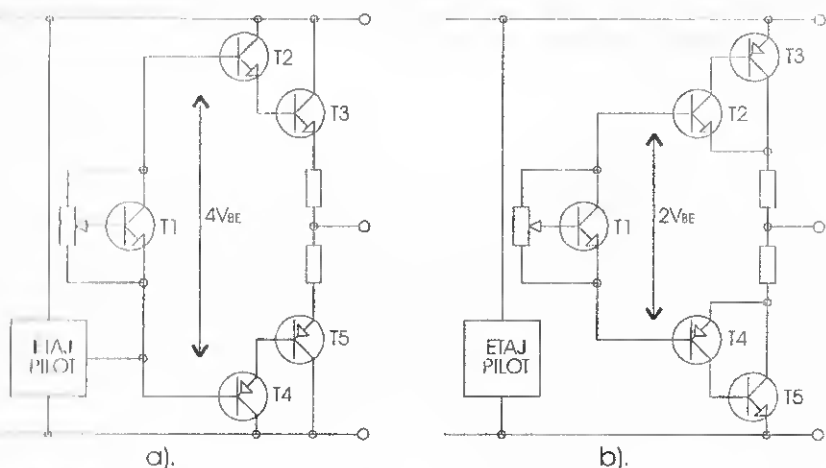 T2
T3
4VBE
T1
ETAJ
PILOT
T5
T4
a).
T3
T2
2VBE
T1
ETAJ
PILOT
T4
T5
b).